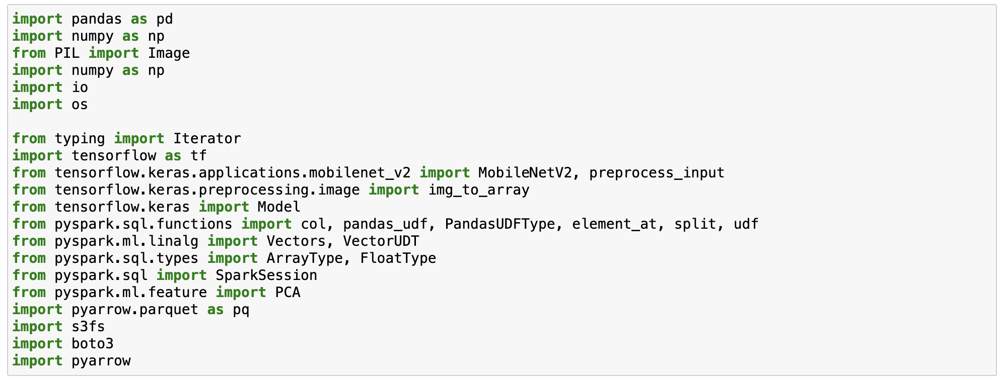 import pandas as pd
import numpy as np
from PIL import Image
import numpy as np
import io
import os

from typing import Iterator
import tensorflow as tf
from tensorflow.keras.applications.mobilenet_v2 import MobileNetV2, preprocess_input
from tensorflow.keras.preprocessing.image import img_to_array
from tensorflow.keras import Model
from pyspark.sql.functions import col, pandas_udf, PandasUDFType, element_at, split, udf
from pyspark.ml.linalg import Vectors, VectorUDT
from pyspark.sql.types import ArrayType, FloatType
from pyspark.sql import SparkSession
from pyspark.ml.feature import PCA
import pyarrow.parquet as pq
import s3fs
import boto3
import pyarrow